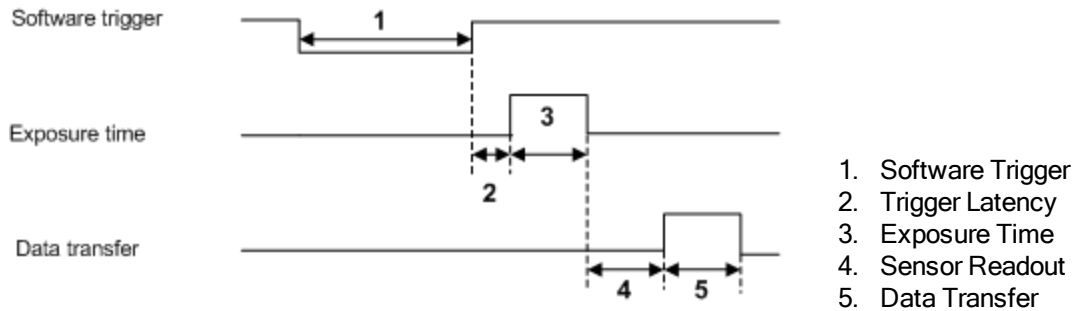 Software trigger
1
Exposure time
3
2
Data transfer
4
5
1. Software Trigger
2. Trigger Latency
3. Exposure Time
4. Sensor Readout
5. Data Transfer